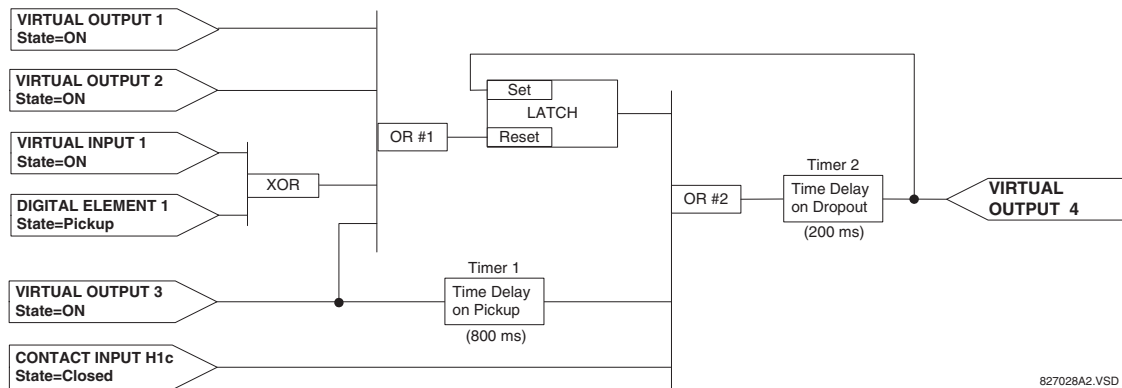 VIRTUAL OUTPUT 1
State=ON
VIRTUAL OUTPUT 2
State=ON
VIRTUAL INPUT 1
State=ON
DIGITAL ELEMENT 1
State=Pickup
VIRTUAL OUTPUT 3
State=ON
CONTACT INPUT H1c
State=Closed
XOR
OR #1
Set
LATCH
Reset
Timer 1
Time Delay
on Pickup
(800 ms)
OR #2
Timer 2
Time Delay
on Dropout
(200 ms)
VIRTUAL
OUTPUT 4
827028A2.VSD